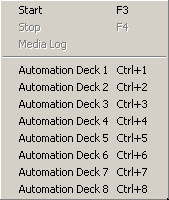 Start F3
Stop F4
Media Log
Automation Deck 1 Ctrl+1
Automation Deck 2 Ctrl+2
Automation Deck 3 Ctrl+3
Automation Deck 4 Ctrl+4
Automation Deck 5 Ctrl+5
Automation Deck 6 Ctrl+6
Automation Deck 7 Ctrl+7
Automation Deck 8 Ctrl+8